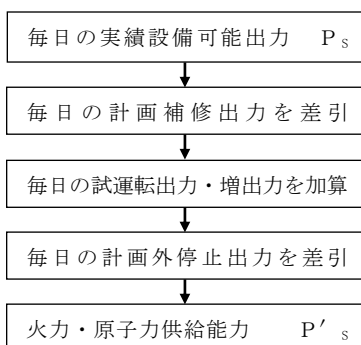 毎日の実績設備可能出力　Ｐs
毎日の計画補修出力を差引
毎日の試運転出力・増出力を加算
毎日の計画外停止出力を差引
火力・原子力供給能力　Ｐ′s